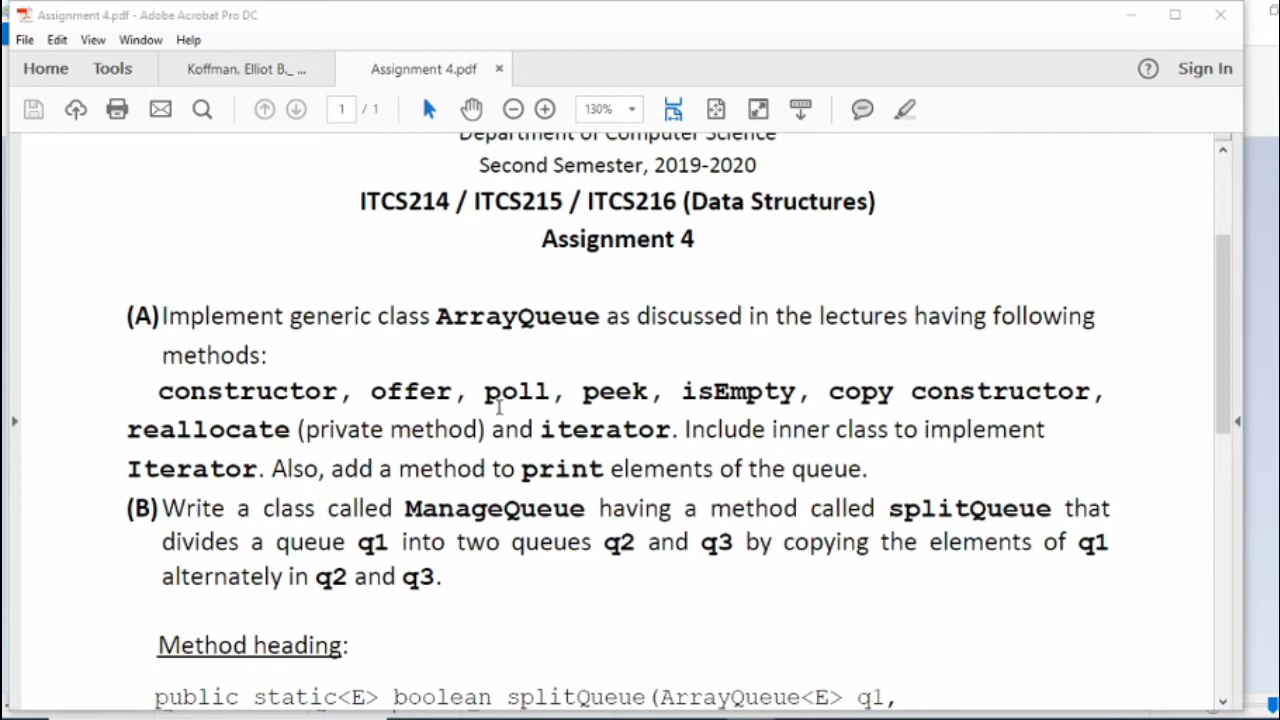 Assignment 4.pdf - Adobe Acrobat Pro DC
File Edit View Window Help
Home Tools Koffman, Elliot B._ ... Assignment 4.pdf × ? Sign In
1 / 1 130%
Department of Computer Science
Second Semester, 2019-2020
ITCS214 / ITCS215 / ITCS216 (Data Structures)
Assignment 4
(A) Implement generic class ArrayQueue as discussed in the lectures having following
methods:
constructor, offer, poll, peek, isEmpty, copy constructor,
reallocate (private method) and iterator. Include inner class to implement
Iterator. Also, add a method to print elements of the queue.
(B) Write a class called ManageQueue having a method called splitQueue that
divides a queue q1 into two queues q2 and q3 by copying the elements of q1
alternately in q2 and q3.
Method heading:
public static<E> boolean splitQueue(ArrayQueue<E> q1,